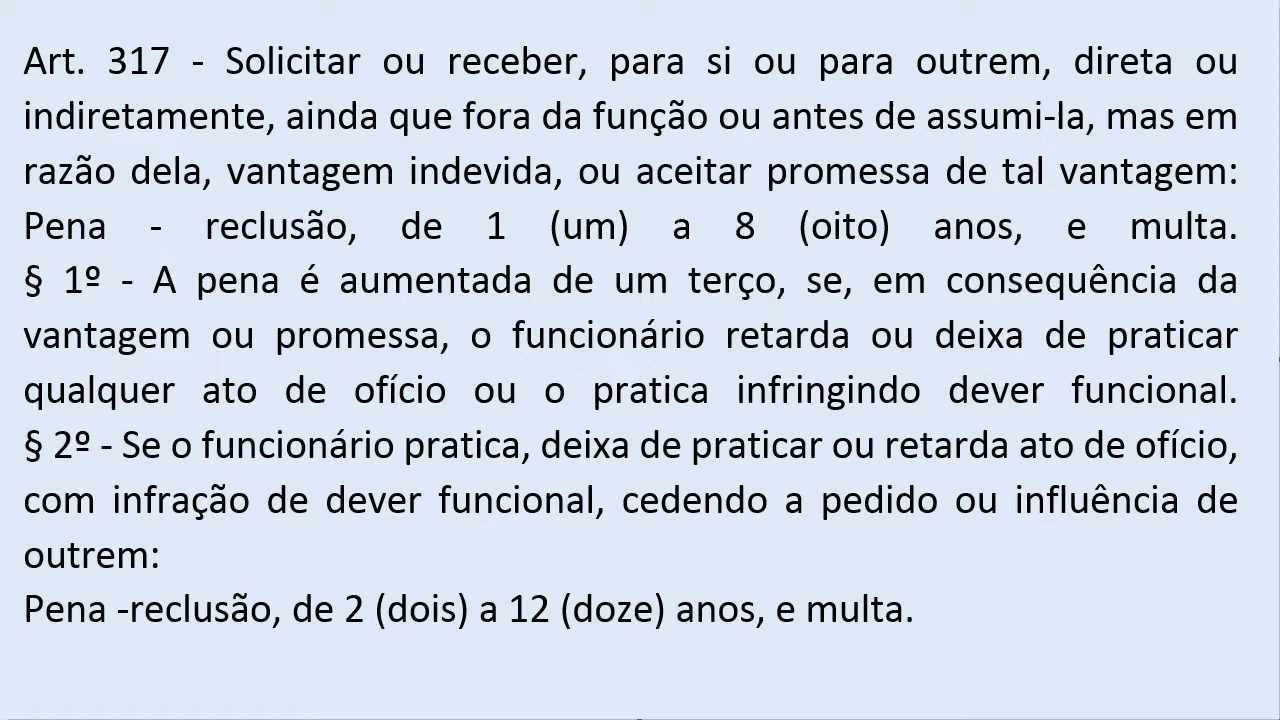 Art. 317 - Solicitar ou receber, para si ou para outrem, direta ou
indiretamente, ainda que fora da função ou antes de assumi-la, mas em
razão dela, vantagem indevida, ou aceitar promessa de tal vantagem:
Pena - reclusão, de 1 (um) a 8 (oito) anos, e multa.
§ 1º - A pena é aumentada de um terço, se, em consequência da
vantagem ou promessa, o funcionário retarda ou deixa de praticar
qualquer ato de ofício ou o pratica infringindo dever funcional.
§ 2º - Se o funcionário pratica, deixa de praticar ou retarda ato de ofício,
com infração de dever funcional, cedendo a pedido ou influência de
outrem:
Pena -reclusão, de 2 (dois) a 12 (doze) anos, e multa.